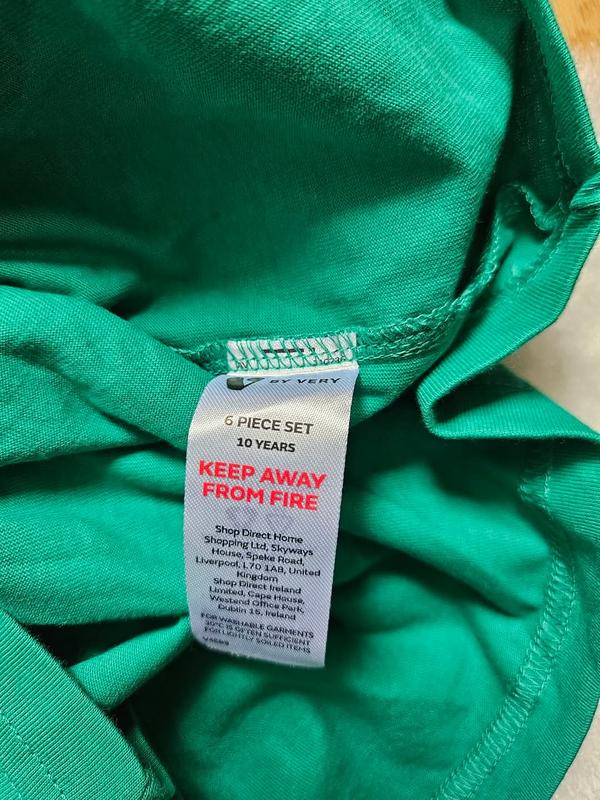 BY VERY
6 PIECE SET
10 YEARS
KEEP AWAY
FROM FIRE
Shop Direct Home
Shopping Ltd, Skyways
House, Speke Road,
Liverpool, L70 1AB, United
Kingdom
Shop Direct Ireland
Limited, Cape House,
Westend Office Park,
Dublin 15, Ireland
FOR WASHABLE GARMENTS
30°C IS OFTEN SUFFICIENT
FOR LIGHTLY SOILED ITEMS